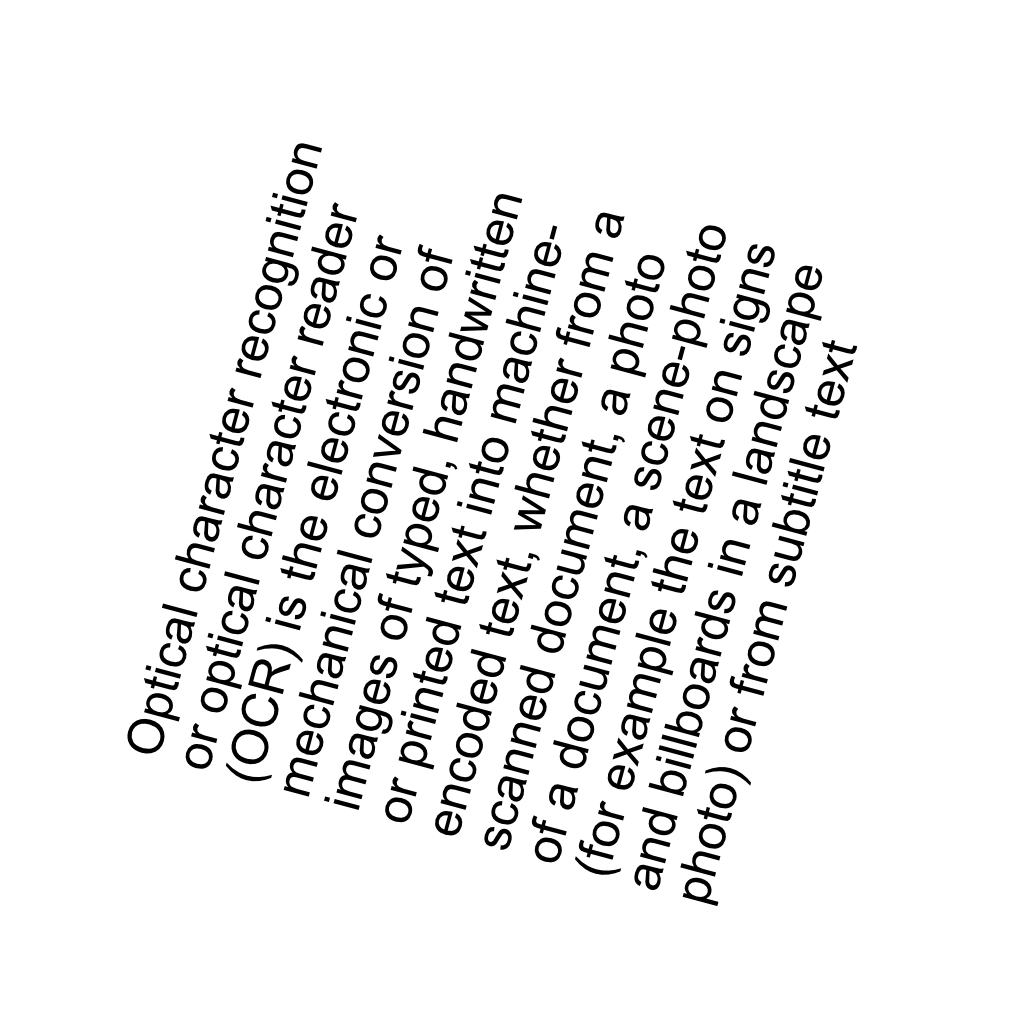 Optical character recognition
or optical character reader
(OCR) is the electronic or
mechanical conversion of
images of typed, handwritten
or printed text into machine-
encoded text, whether from a
scanned document, a photo
of a document, a scene-photo
(for example the text on signs
and billboards in a landscape
photo) or from subtitle text